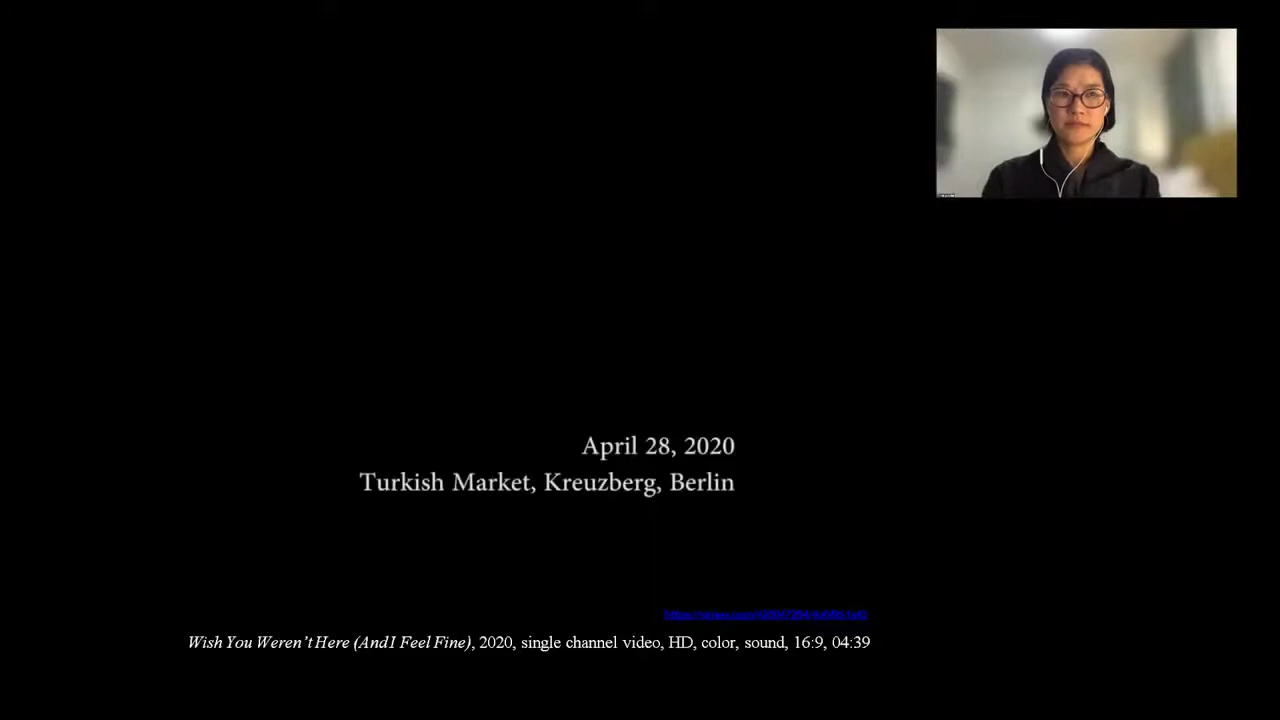 April 28, 2020
Turkish Market, Kreuzberg, Berlin
Wish You Weren't Here (And I Feel Fine), 2020, single channel video, HD, color, sound, 16:9, 04:39